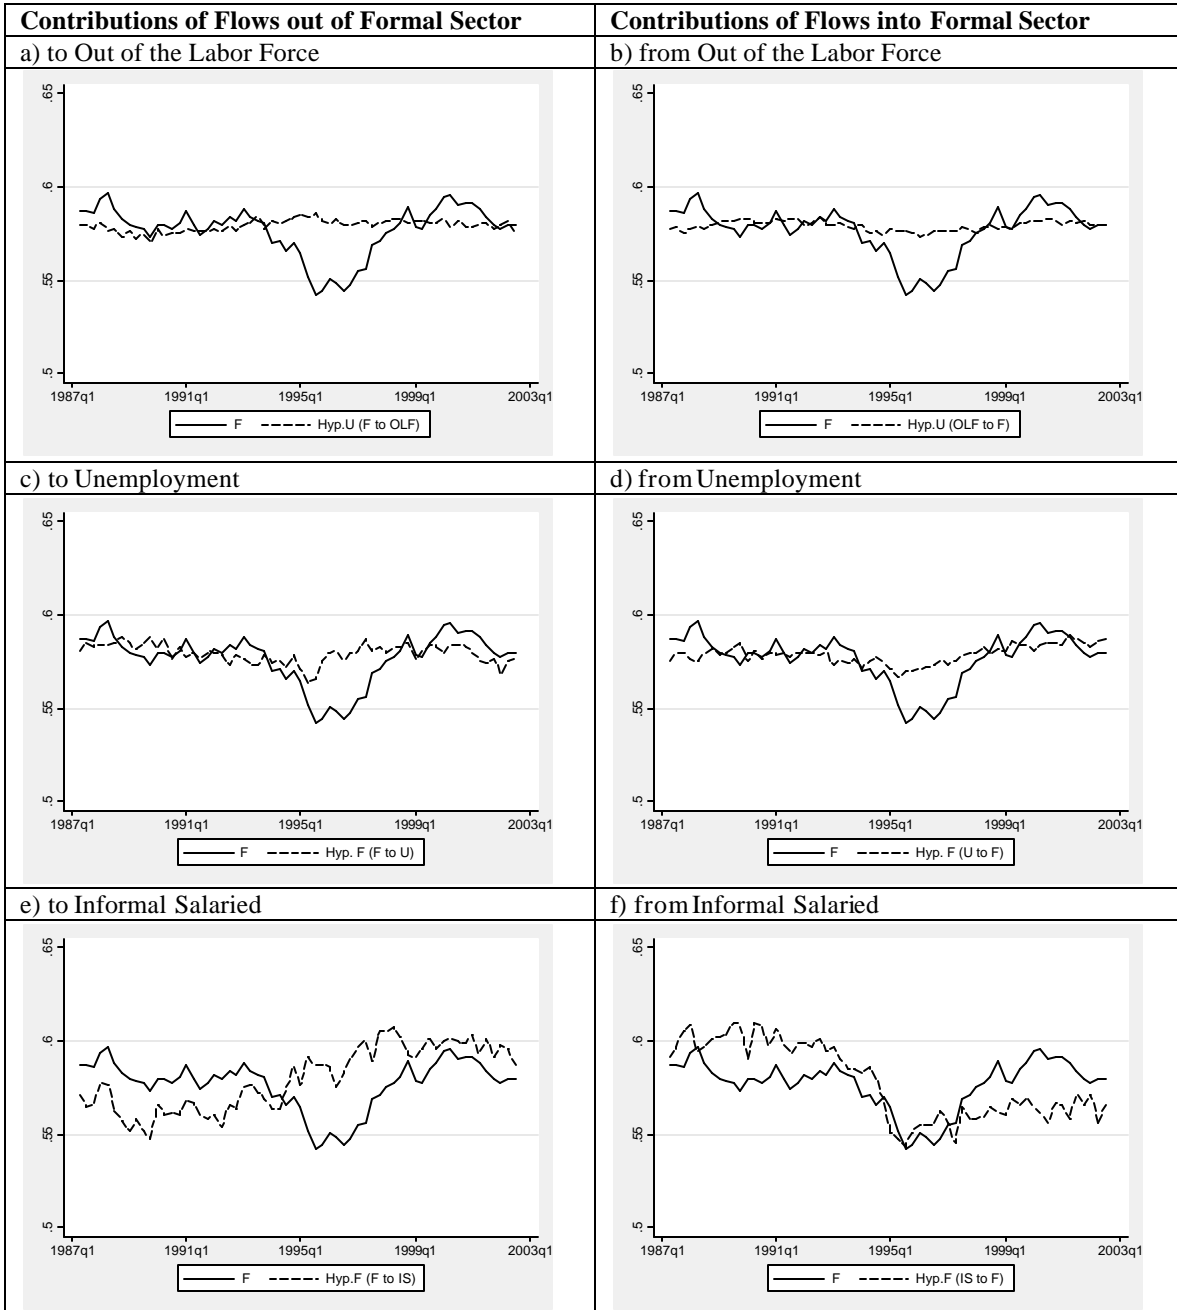 Contributions of Flows out of Formal Sector
Contributions of Flows into Formal Sector
a) to Out of the Labor Force
b) from Out of the Labor Force
.65
.6
.55
.5
1987q1 1991q1 1995q1 1999q1 2003q1
F Hyp.U (F to OLF)
.65
.6
.55
.5
1987q1 1991q1 1995q1 1999q1 2003q1
F Hyp.U (OLF to F)
c) to Unemployment
d) from Unemployment
.65
.6
.55
.5
1987q1 1991q1 1995q1 1999q1 2003q1
F Hyp. F (F to U)
.65
.6
.55
.5
1987q1 1991q1 1995q1 1999q1 2003q1
F Hyp. F (U to F)
e) to Informal Salaried
f) from Informal Salaried
.65
.6
.55
.5
1987q1 1991q1 1995q1 1999q1 2003q1
F Hyp.F (F to IS)
.65
.6
.55
.5
1987q1 1991q1 1995q1 1999q1 2003q1
F Hyp.F (IS to F)